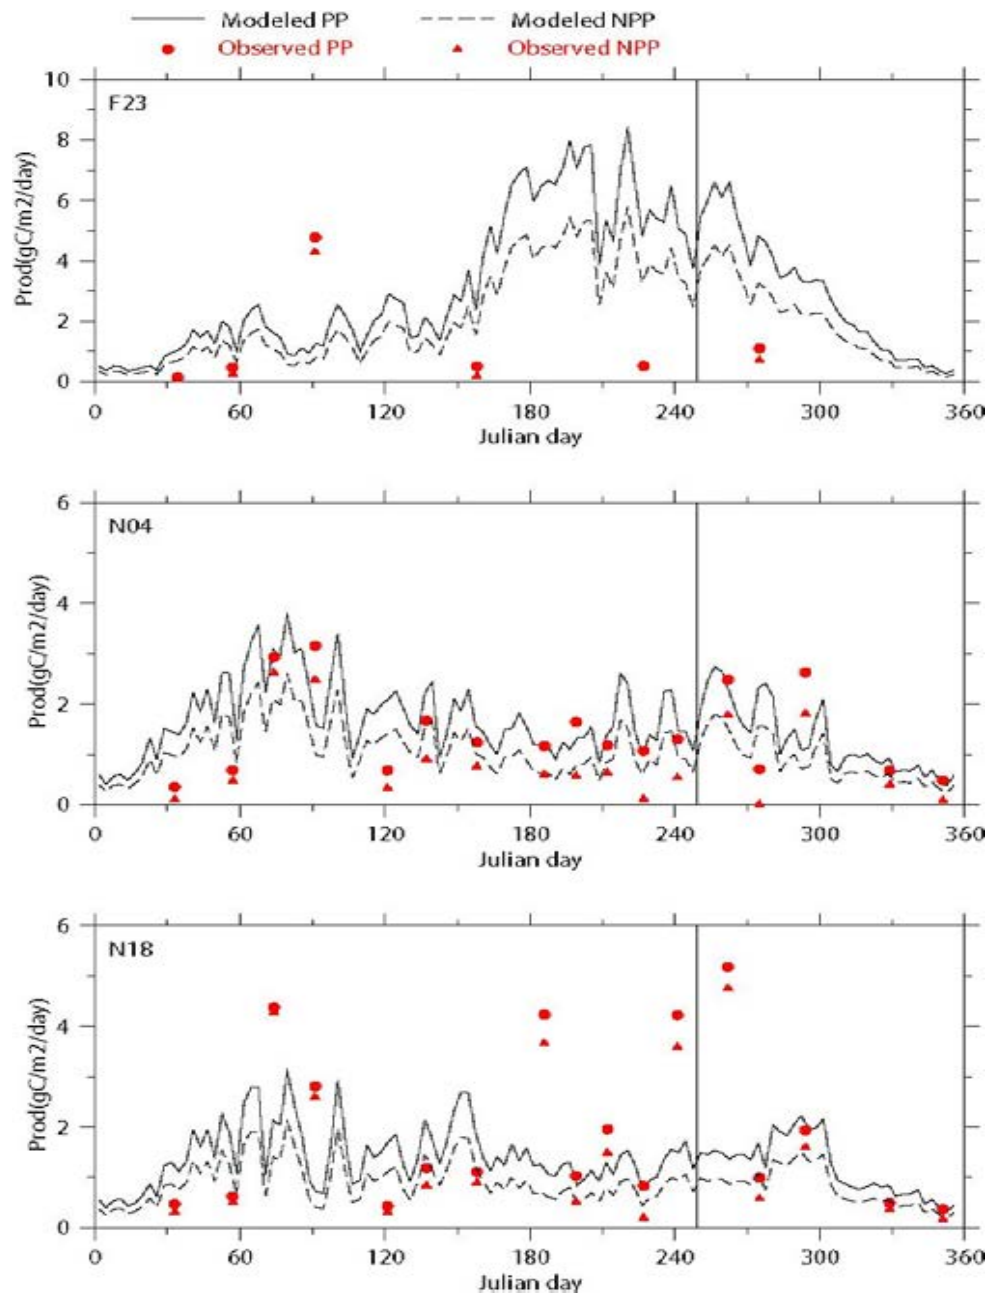 Modeled PP Modeled NPP
Observed PP Observed NPP
10
F23
8
6
4
2
0
Prod(gC/m2/day)
0 60 120 180 240 300 360
Julian day
6
N04
4
2
0
Prod(gC/m2/day)
0 60 120 180 240 300 360
Julian day
6
N18
4
2
0
Prod(gC/m2/day)
0 60 120 180 240 300 360
Julian day